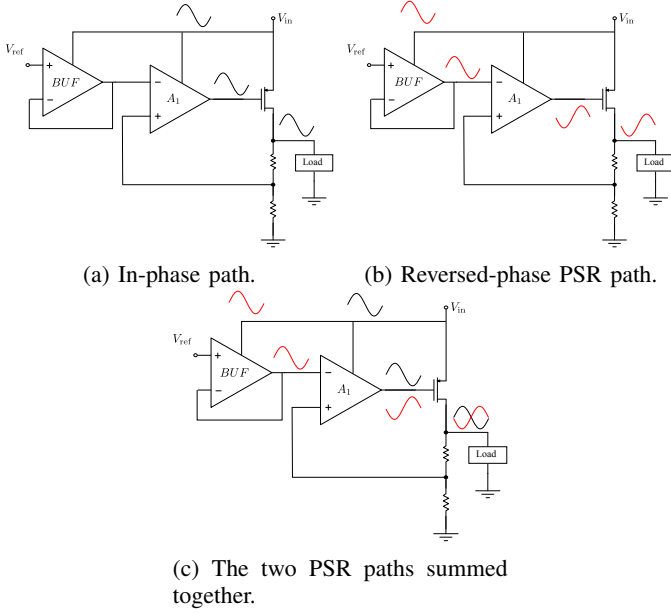 V_in
V_ref
+
BUF
−
−
A_1
+
Load
(a) In-phase path.
V_in
V_ref
+
BUF
−
−
A_1
+
Load
(b) Reversed-phase PSR path.
V_in
V_ref
+
BUF
−
−
A_1
+
Load
(c) The two PSR paths summed
together.